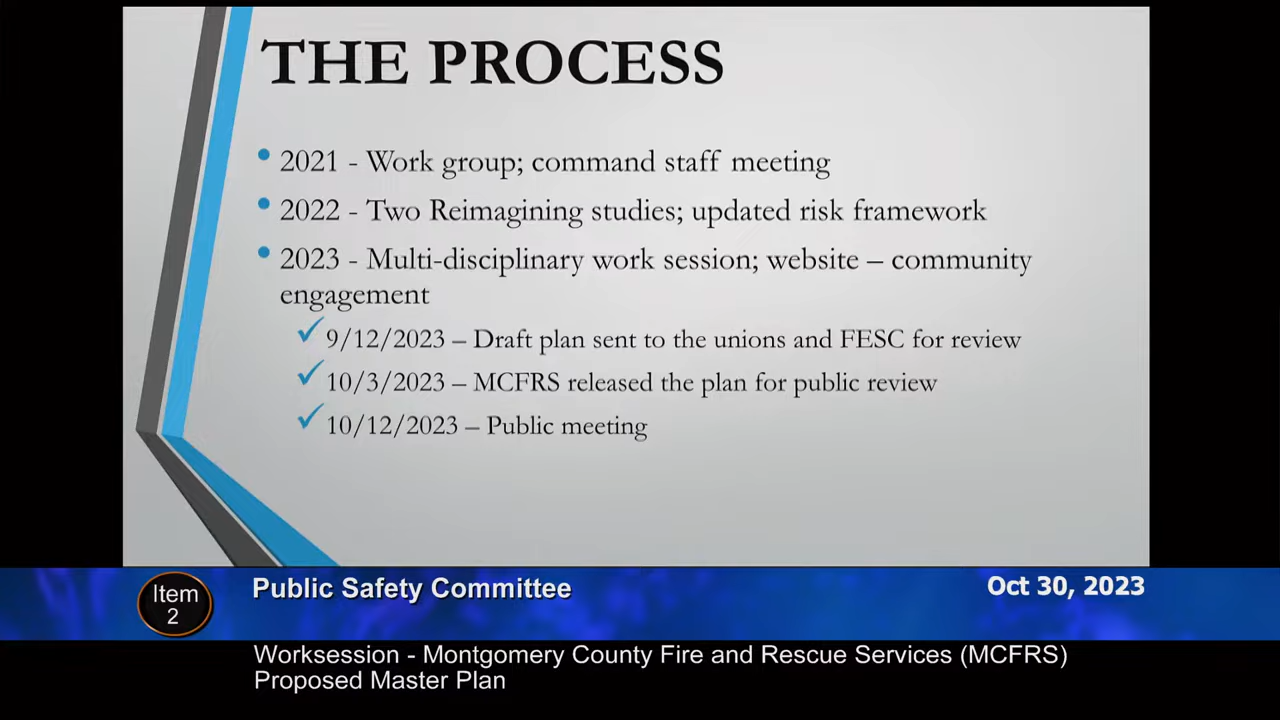 THE PROCESS
• 2021 - Work group; command staff meeting
• 2022 - Two Reimagining studies; updated risk framework
• 2023 - Multi-disciplinary work session; website – community
engagement
✓ 9/12/2023 – Draft plan sent to the unions and FESC for review
✓ 10/3/2023 – MCFRS released the plan for public review
✓ 10/12/2023 – Public meeting
Item
2
Public Safety Committee
Oct 30, 2023
Worksession - Montgomery County Fire and Rescue Services (MCFRS)
Proposed Master Plan